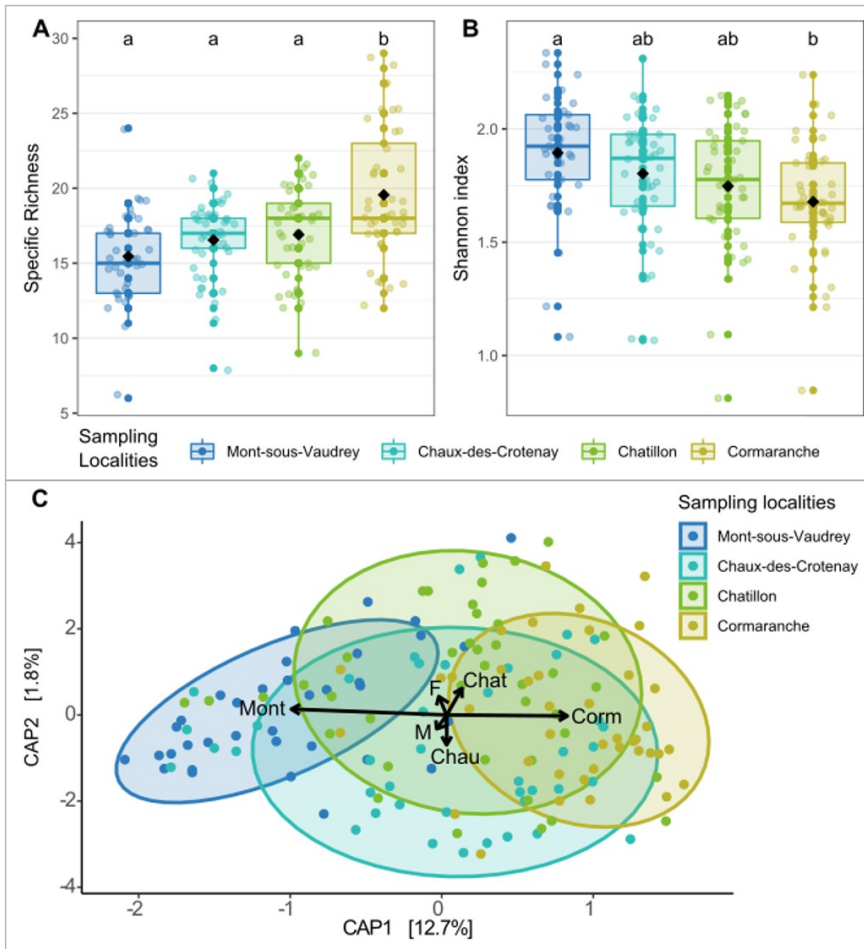 A
a a a b
30
25
20
15
10
5
Specific Richness
B
a ab ab b
2.0
1.5
1.0
Shannon index
Sampling
Localities
Mont-sous-Vaudrey Chaux-des-Crotenay Chatillon Cormaranche
C
Sampling localities
Mont-sous-Vaudrey
Chaux-des-Crotenay
Chatillon
Cormaranche
4
2
0
-2
-4
CAP2 [1.8%]
F Chat
Mont Corm
M
Chau
-2 -1 0 1
CAP1 [12.7%]